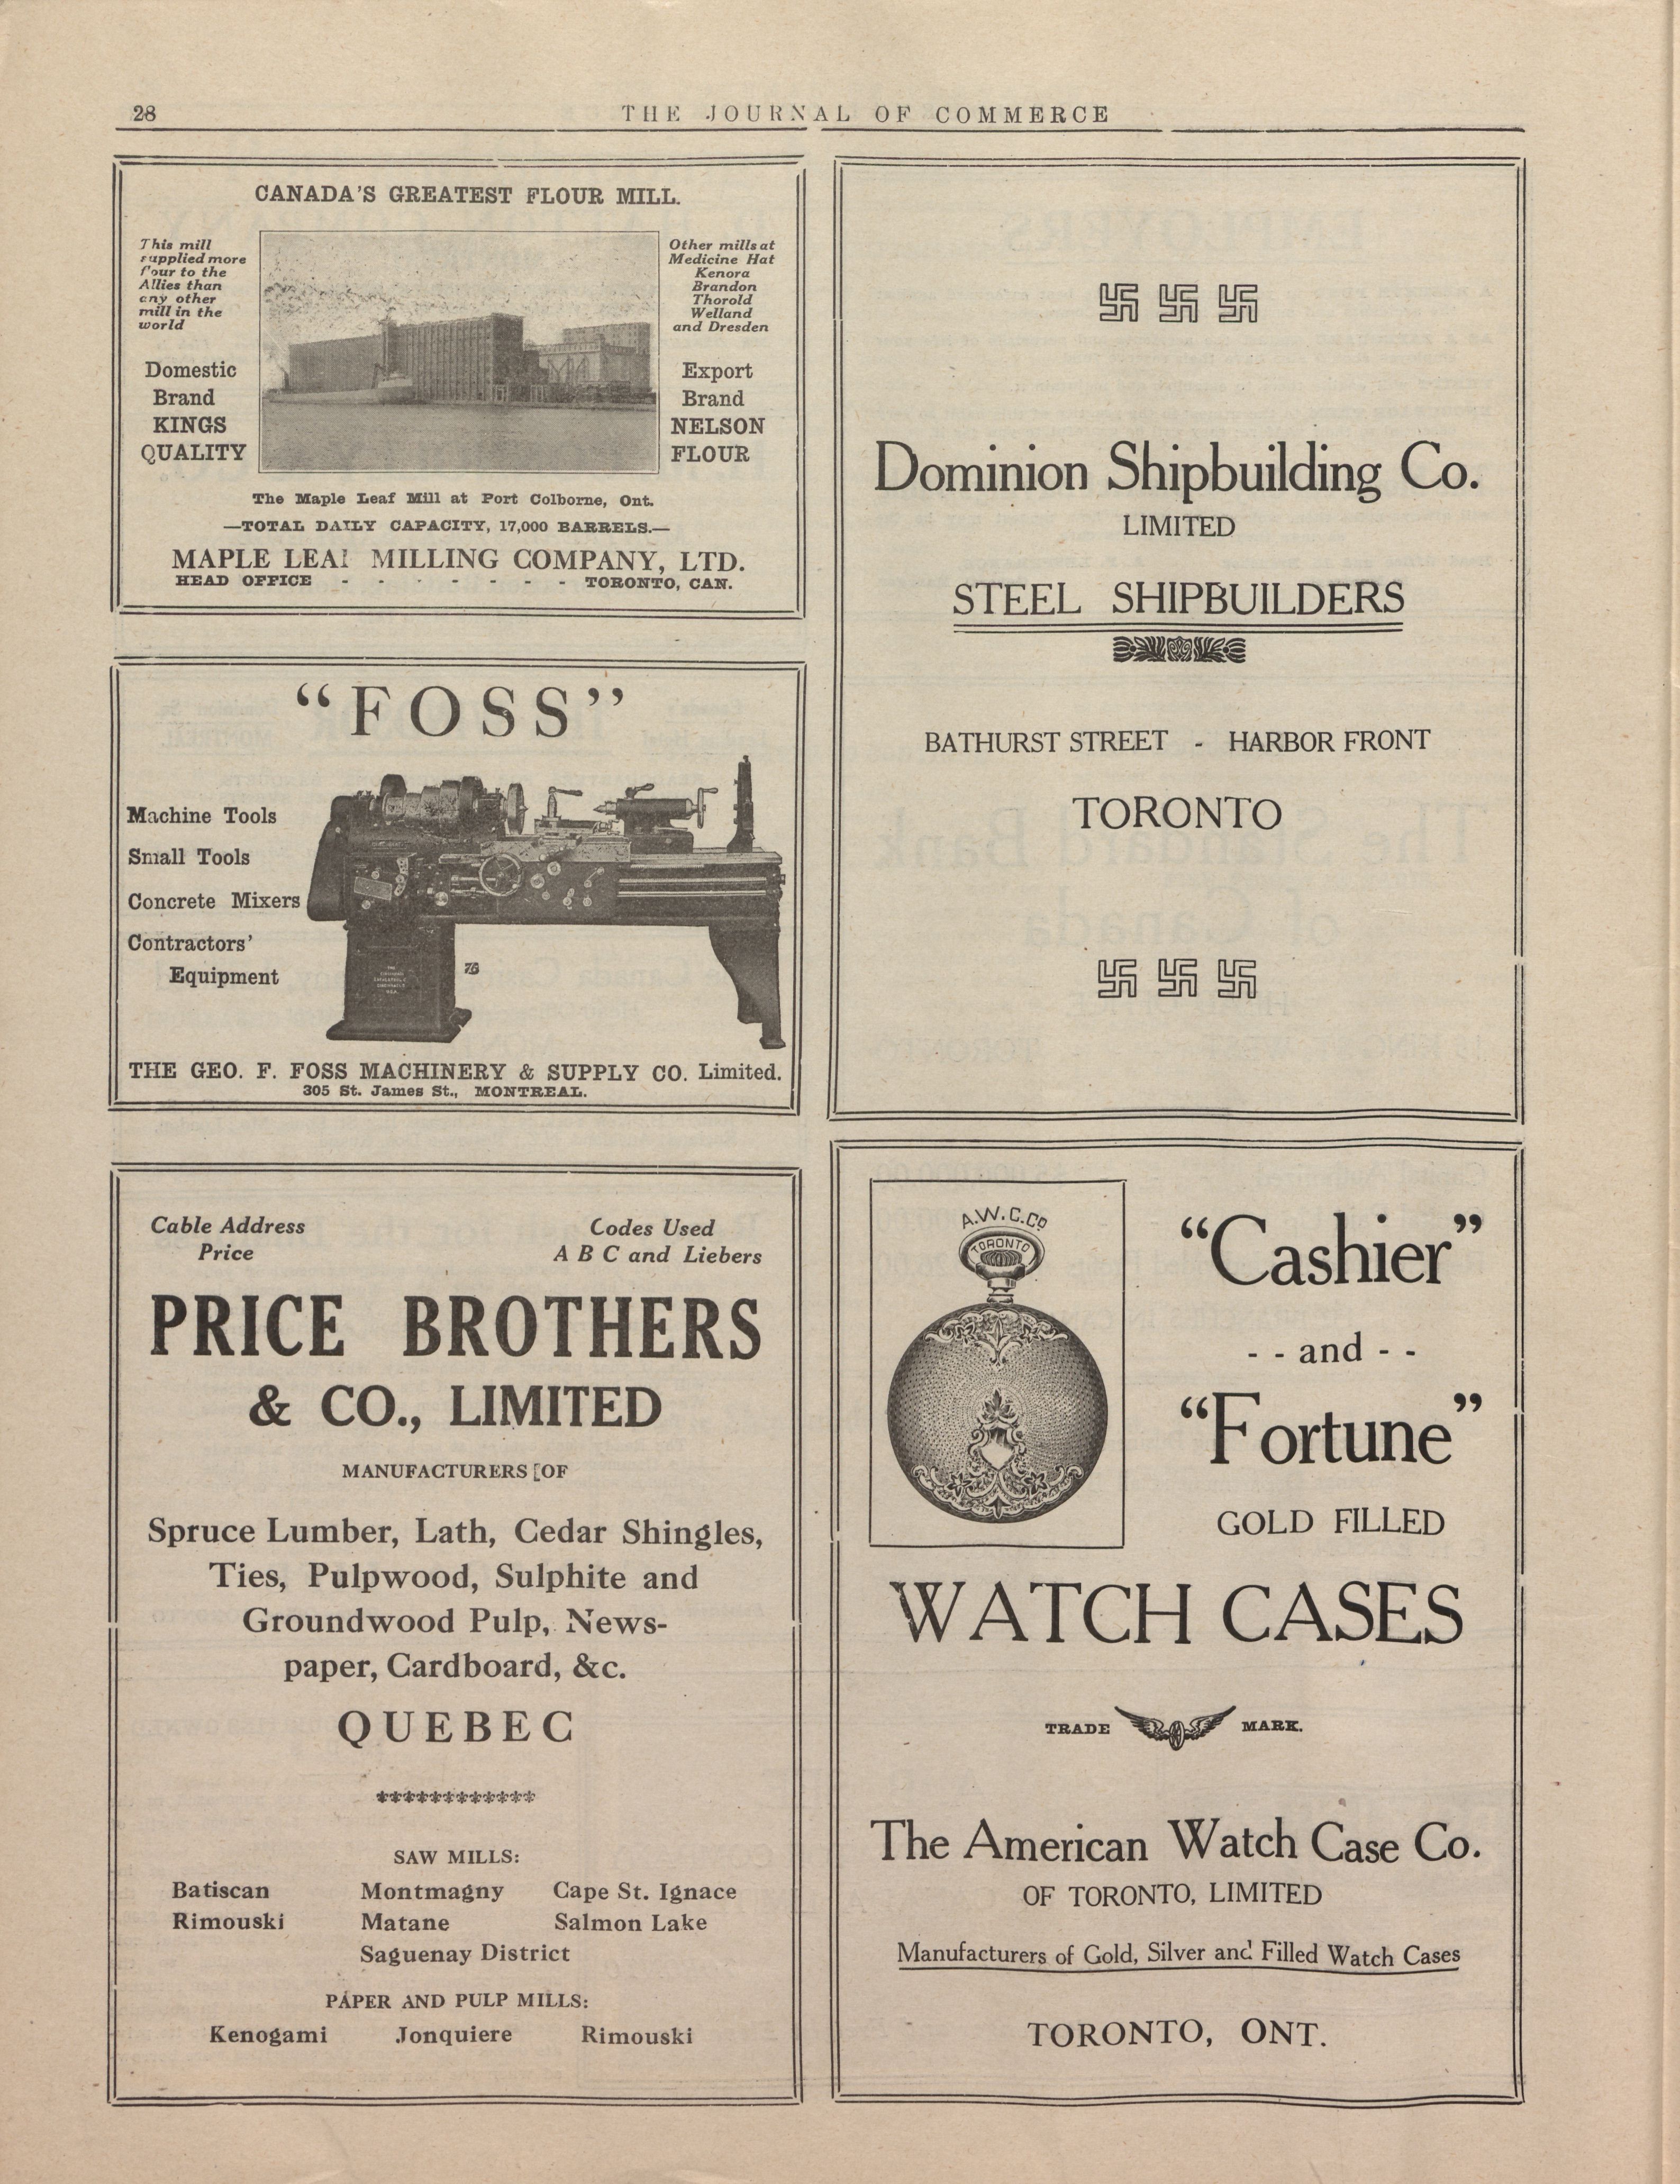 28
THE JOURNAL OF COMMERCE
CANADA'S GREATEST FLOUR MILL.
This mill
supplied more
flour to the
Allies than
any other
mill in the
world
Domestic
Brand
KINGS
QUALITY
Other mills at
Medicine Hat
Kenora
Brandon
Thorold
Welland
and Dresden
Export
Brand
NELSON
FLOUR
The Maple Leaf Mill at Port Colborne, Ont.
—TOTAL DAILY CAPACITY, 17,000 BARRELS.—
MAPLE LEAF MILLING COMPANY, LTD.
HEAD OFFICE - - - - - - - TORONTO, CAN.
"FOSS"
Machine Tools
Small Tools
Concrete Mixers
Contractors'
Equipment
76
THE GEO. F. FOSS MACHINERY & SUPPLY CO. Limited.
305 St. James St., MONTREAL.
Cable Address
Price
Codes Used
A B C and Liebers
PRICE BROTHERS
& CO., LIMITED
MANUFACTURERS [OF
Spruce Lumber, Lath, Cedar Shingles,
Ties, Pulpwood, Sulphite and
Groundwood Pulp, News-
paper, Cardboard, &c.
QUEBEC
SAW MILLS:
Batiscan Montmagny Cape St. Ignace
Rimouski Matane Salmon Lake
Saguenay District
PAPER AND PULP MILLS:
Kenogami Jonquiere Rimouski
Dominion Shipbuilding Co.
LIMITED
STEEL SHIPBUILDERS
BATHURST STREET - HARBOR FRONT
TORONTO
A.W.C.Co
TORONTO
"Cashier"
- - and - -
"Fortune"
GOLD FILLED
WATCH CASES
TRADE MARK.
The American Watch Case Co.
OF TORONTO, LIMITED
Manufacturers of Gold, Silver and Filled Watch Cases
TORONTO, ONT.